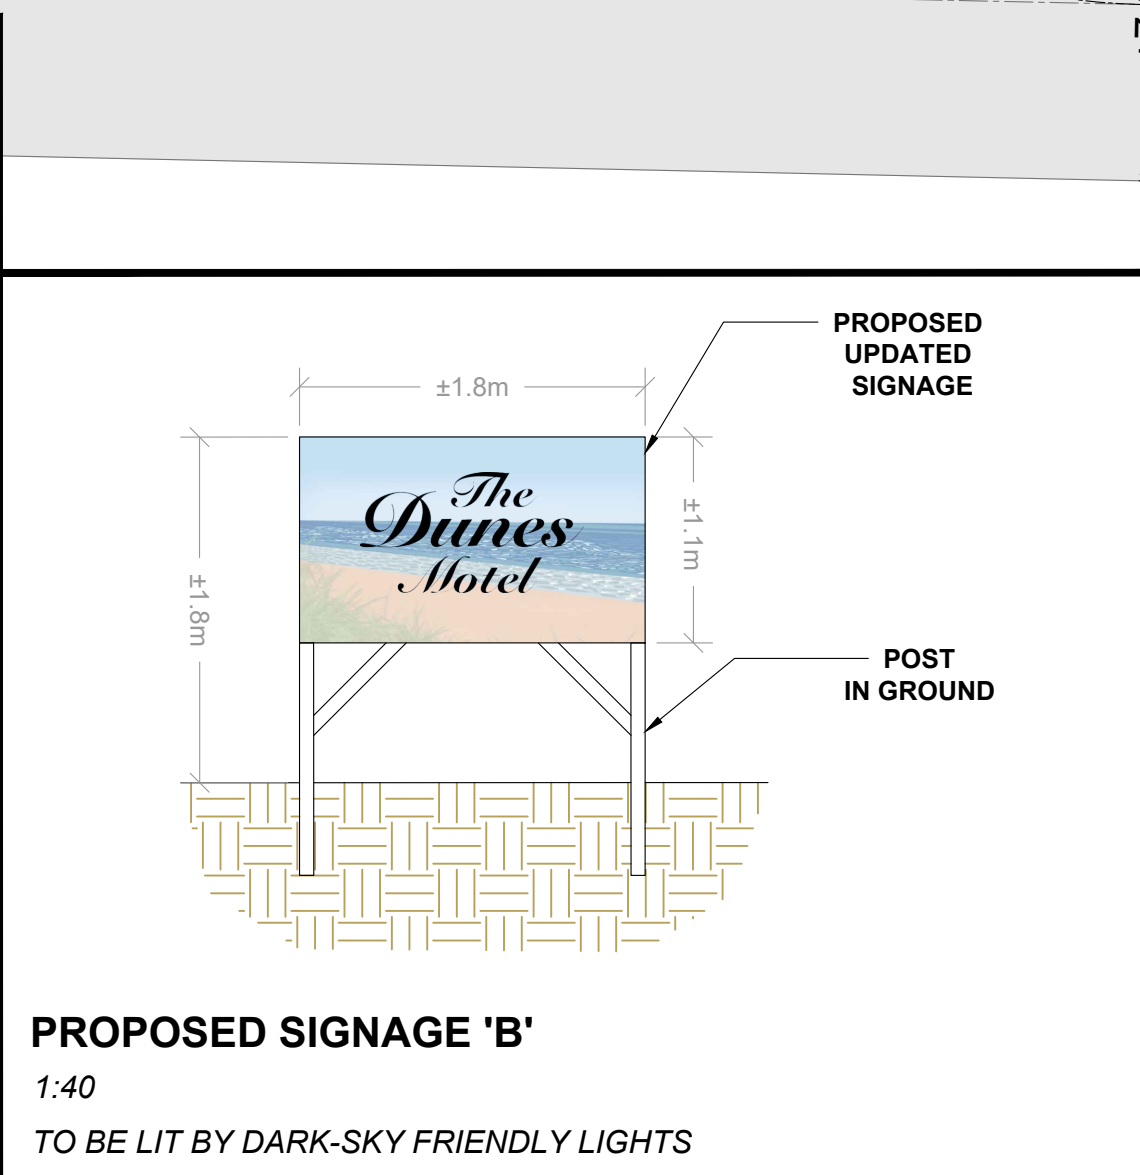 PROPOSED
UPDATED
SIGNAGE
±1.8m
The
Dunes
Motel
±1.1m
±1.8m
POST
IN GROUND
PROPOSED SIGNAGE 'B'
1:40
TO BE LIT BY DARK-SKY FRIENDLY LIGHTS